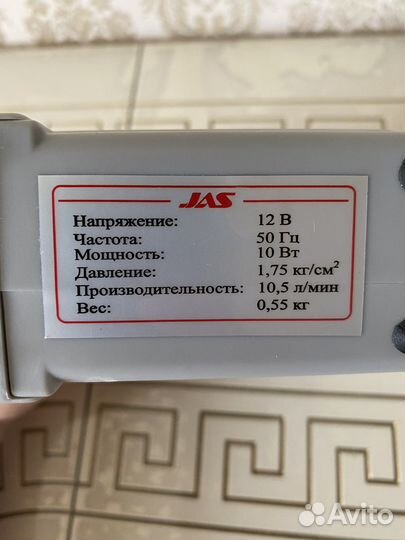 JAS
Напряжение: 12 В
Частота: 50 Гц
Мощность: 10 Вт
Давление: 1,75 кг/см²
Производительность: 10,5 л/мин
Вес: 0,55 кг
Avito